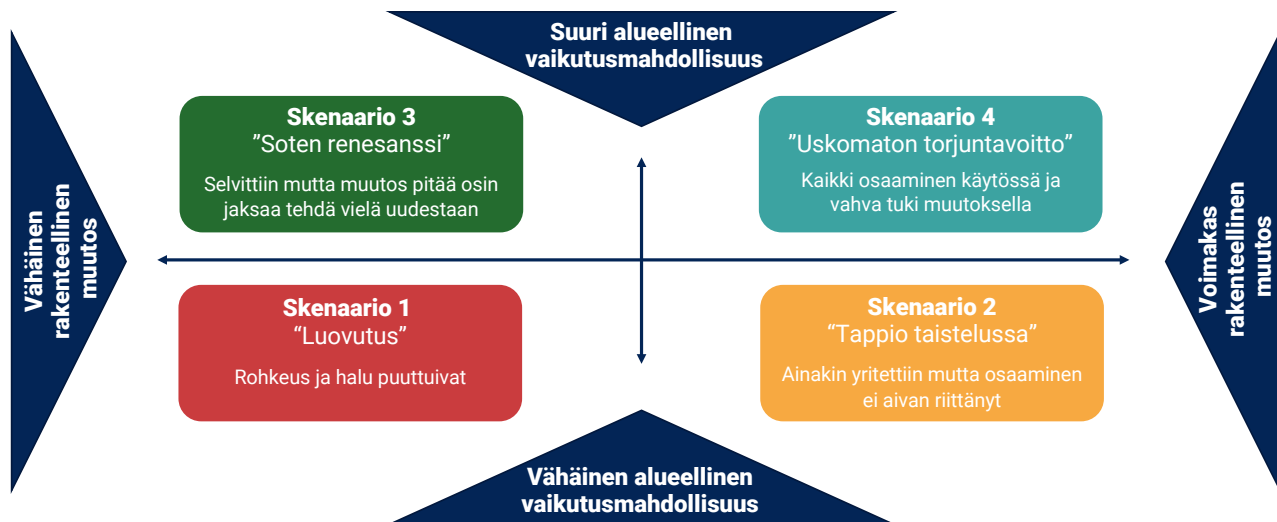 Suuri alueellinen
vaikutusmahdollisuus
Vähäinen
rakenteellinen
muutos
Skenaario 3
”Soten renesanssi”
Selvittiin mutta muutos pitää osin
jaksaa tehdä vielä uudestaan
Skenaario 4
”Uskomaton torjuntavoitto”
Kaikki osaaminen käytössä ja
vahva tuki muutoksella
Voimakas
rakenteellinen
muutos
Skenaario 1
“Luovutus”
Rohkeus ja halu puuttuivat
Skenaario 2
“Tappio taistelussa”
Ainakin yritettiin mutta osaaminen
ei aivan riittänyt
Vähäinen alueellinen
vaikutusmahdollisuus